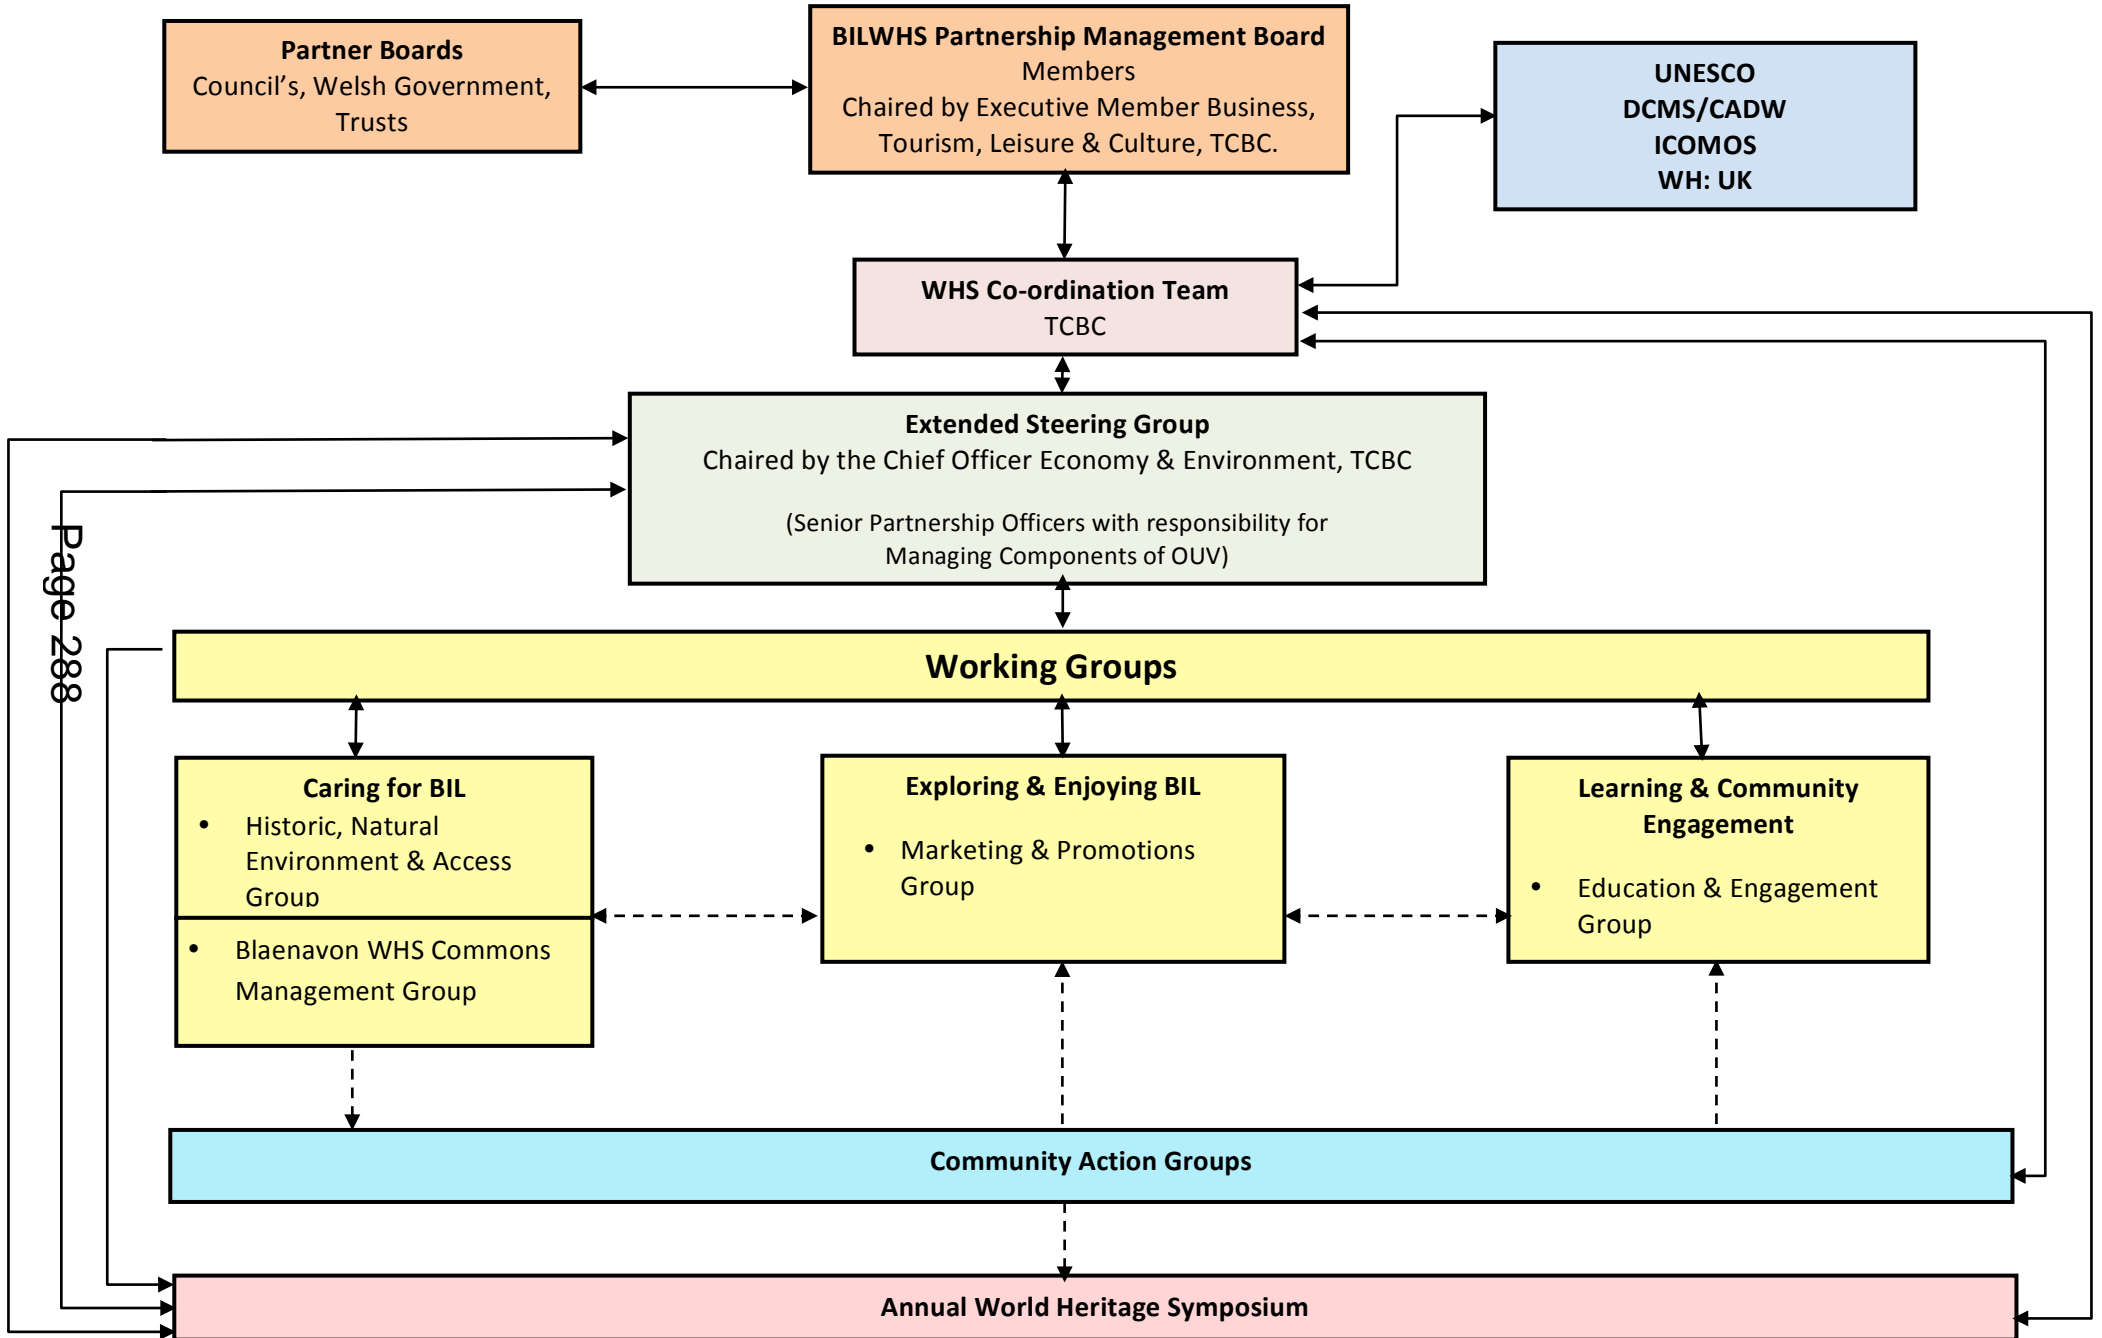 Partner Boards
Council’s, Welsh Government,
Trusts
BILWHS Partnership Management Board
Members
Chaired by Executive Member Business,
Tourism, Leisure & Culture, TCBC.
UNESCO
DCMS/CADW
ICOMOS
WH: UK
WHS Co-ordination Team
TCBC
Extended Steering Group
Chaired by the Chief Officer Economy & Environment, TCBC
(Senior Partnership Officers with responsibility for
Managing Components of OUV)
Page 288
Working Groups
Caring for BIL
• Historic, Natural
Environment & Access
Group
• Blaenavon WHS Commons
Management Group
Exploring & Enjoying BIL
• Marketing & Promotions
Group
Learning & Community
Engagement
• Education & Engagement
Group
Community Action Groups
Annual World Heritage Symposium